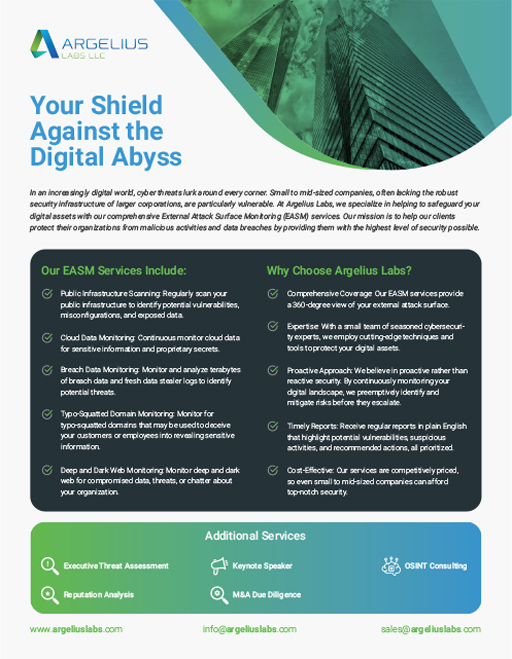 ARGELIUS
LABS LLC
Your Shield
Against the
Digital Abyss
In an increasingly digital world, cyber threats lurk around every corner. Small to mid-sized companies, often lacking the robust
security infrastructure of larger corporations, are particularly vulnerable. At Argelius Labs, we specialize in helping to safeguard your
digital assets with our comprehensive External Attack Surface Monitoring (EASM) services. Our mission is to help our clients
protect their organizations from malicious activities and data breaches by providing them with the highest level of security possible.
Our EASM Services Include:
Public Infrastructure Scanning: Regularly scan your
public infrastructure to identify potential vulnerabilities,
misconfigurations, and exposed data.
Cloud Data Monitoring: Continuous monitor cloud data
for sensitive information and proprietary secrets.
Breach Data Monitoring: Monitor and analyze terabytes
of breach data and fresh data stealer logs to identify
potential threats.
Typo-Squatted Domain Monitoring: Monitor for
typo-squatted domains that may be used to deceive
your customers or employees into revealing sensitive
information.
Deep and Dark Web Monitoring: Monitor deep and dark
web for compromised data, threats, or chatter about
your organization.
Why Choose Argelius Labs?
Comprehensive Coverage Our EASM services provide
a 360-degree view of your external attack surface.
Expertise With a small team of seasoned cybersecuri-
ty experts, we employ cutting-edge techniques and
tools to protect your digital assets.
Proactive Approach: We believe in proactive rather than
reactive security. By continuously monitoring your
digital landscape, we preemptively identify and
mitigate risks before they escalate.
Timely Reports: Receive regular reports in plain English
that highlight potential vulnerabilities, suspicious
activities, and recommended actions, all prioritized.
Cost-Effective: Our services are competitively priced,
so even small to mid-sized companies can afford
top-notch security.
Additional Services
Executive Threat Assessment
Keynote Speaker
OSINT Consulting
Reputation Analysis
M&A Due Diligence
www.argeliuslabs.com
info@argeliuslabs.com
sales@argeliuslabs.com